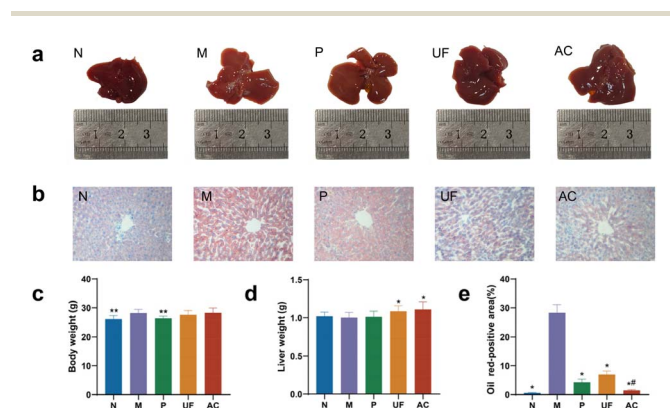 a
N
M
P
UF
AC
1 2 3
1 2 3
1 2 3
1 2 3
1 2 3
b
N
M
P
UF
AC
c
Body weight (g)
40
30
20
10
0
**
**
N M P UF AC
d
Liver weight (g)
1.5
1.0
0.5
0.0
*
*
N M P UF AC
e
Oil red-positive area(%)
40
30
20
10
0
*
*
*
*#
N M P UF AC